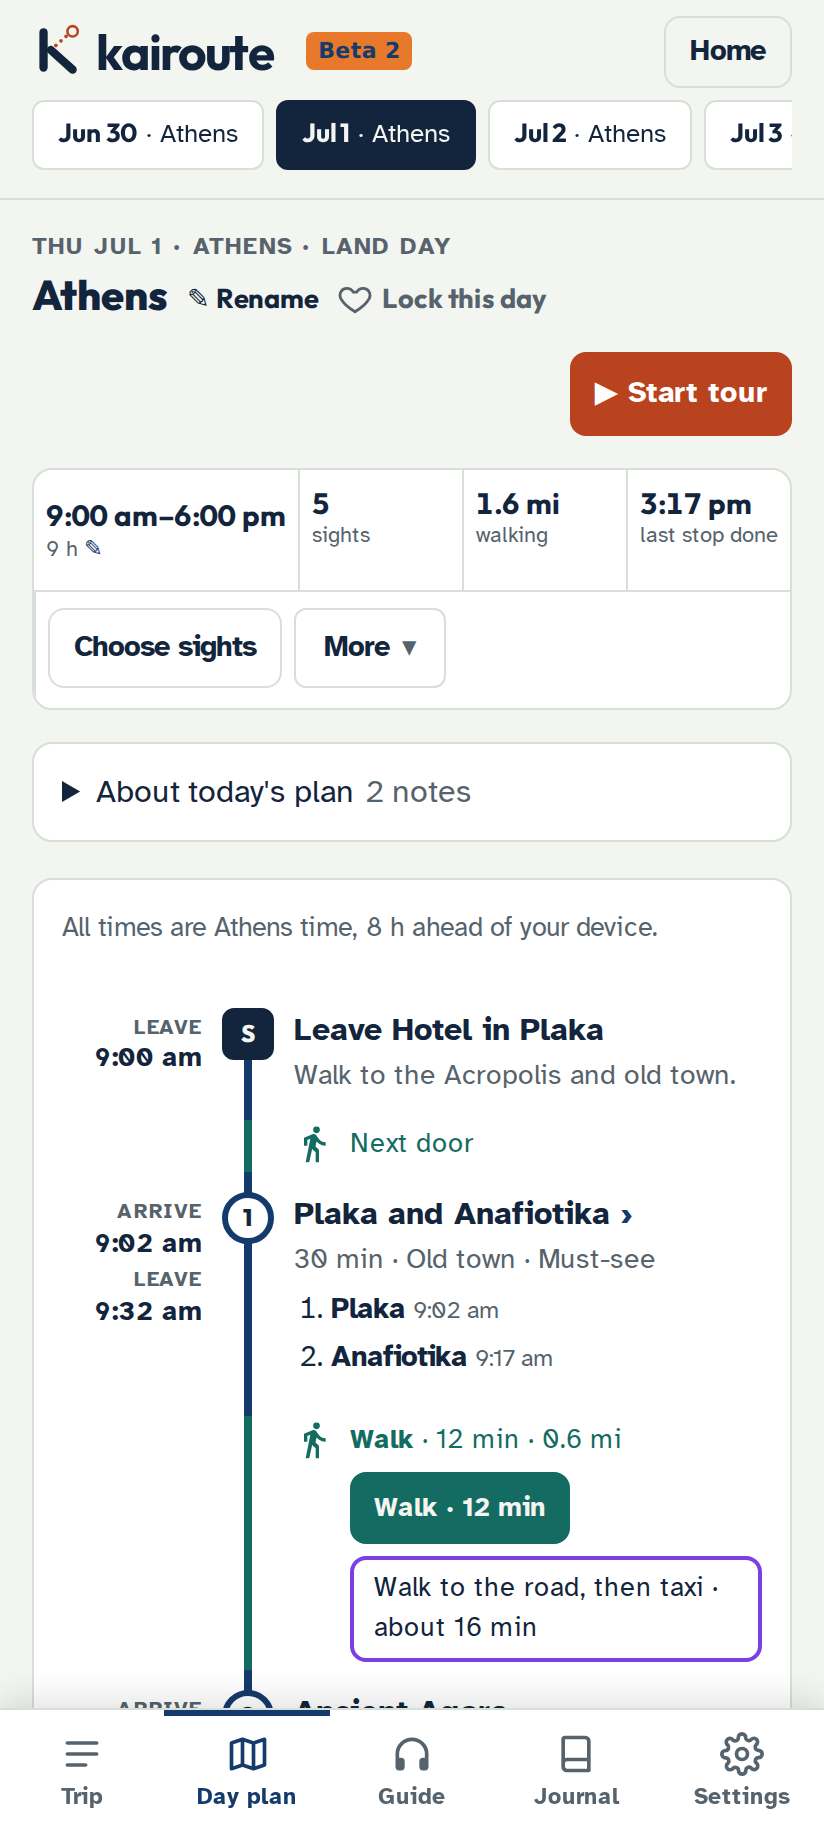 kairoute Beta 2 Home
Jun 30 · Athens Jul 1 · Athens Jul 2 · Athens Jul 3 ·
THU JUL 1 · ATHENS · LAND DAY
Athens ✎ Rename ♡ Lock this day
▶ Start tour
9:00 am–6:00 pm 5 1.6 mi 3:17 pm
9 h ✎ sights walking last stop done
Choose sights More ▼
▶ About today's plan 2 notes
All times are Athens time, 8 h ahead of your device.
LEAVE
9:00 am
S
Leave Hotel in Plaka
Walk to the Acropolis and old town.
Next door
ARRIVE
9:02 am
LEAVE
9:32 am
1
Plaka and Anafiotika ›
30 min · Old town · Must-see
1. Plaka 9:02 am
2. Anafiotika 9:17 am
Walk · 12 min · 0.6 mi
Walk · 12 min
Walk to the road, then taxi ·
about 16 min
ARRIVE Ancient Agora
Trip Day plan Guide Journal Settings